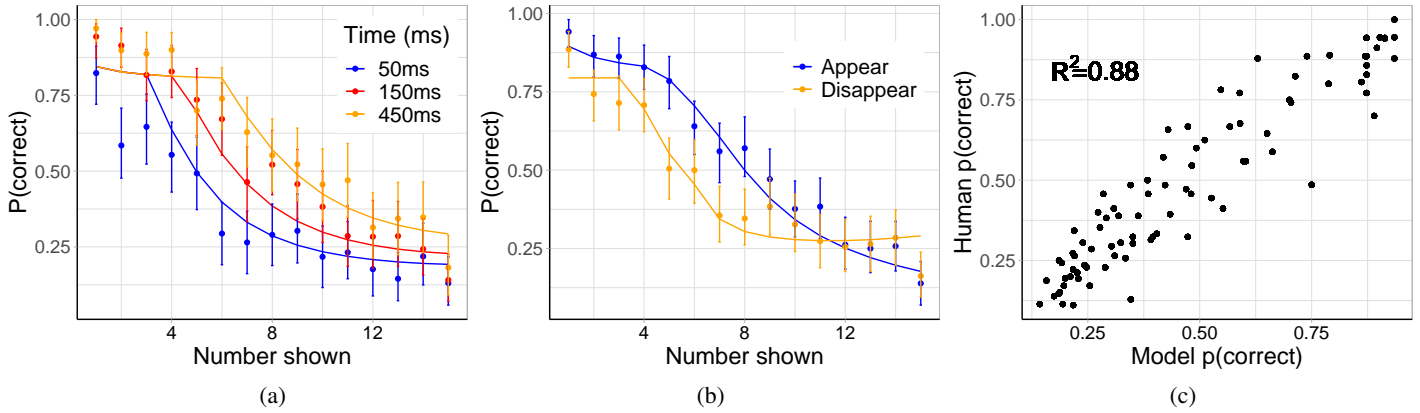 1.00
0.75
0.50
0.25
P(correct)
4
8
12
Number shown
Time (ms)
50ms
150ms
450ms
(a)
1.00
0.75
0.50
0.25
P(correct)
4
8
12
Number shown
Appear
Disappear
(b)
1.00
0.75
0.50
0.25
Human p(correct)
R²=0.88
0.25
0.50
0.75
Model p(correct)
(c)